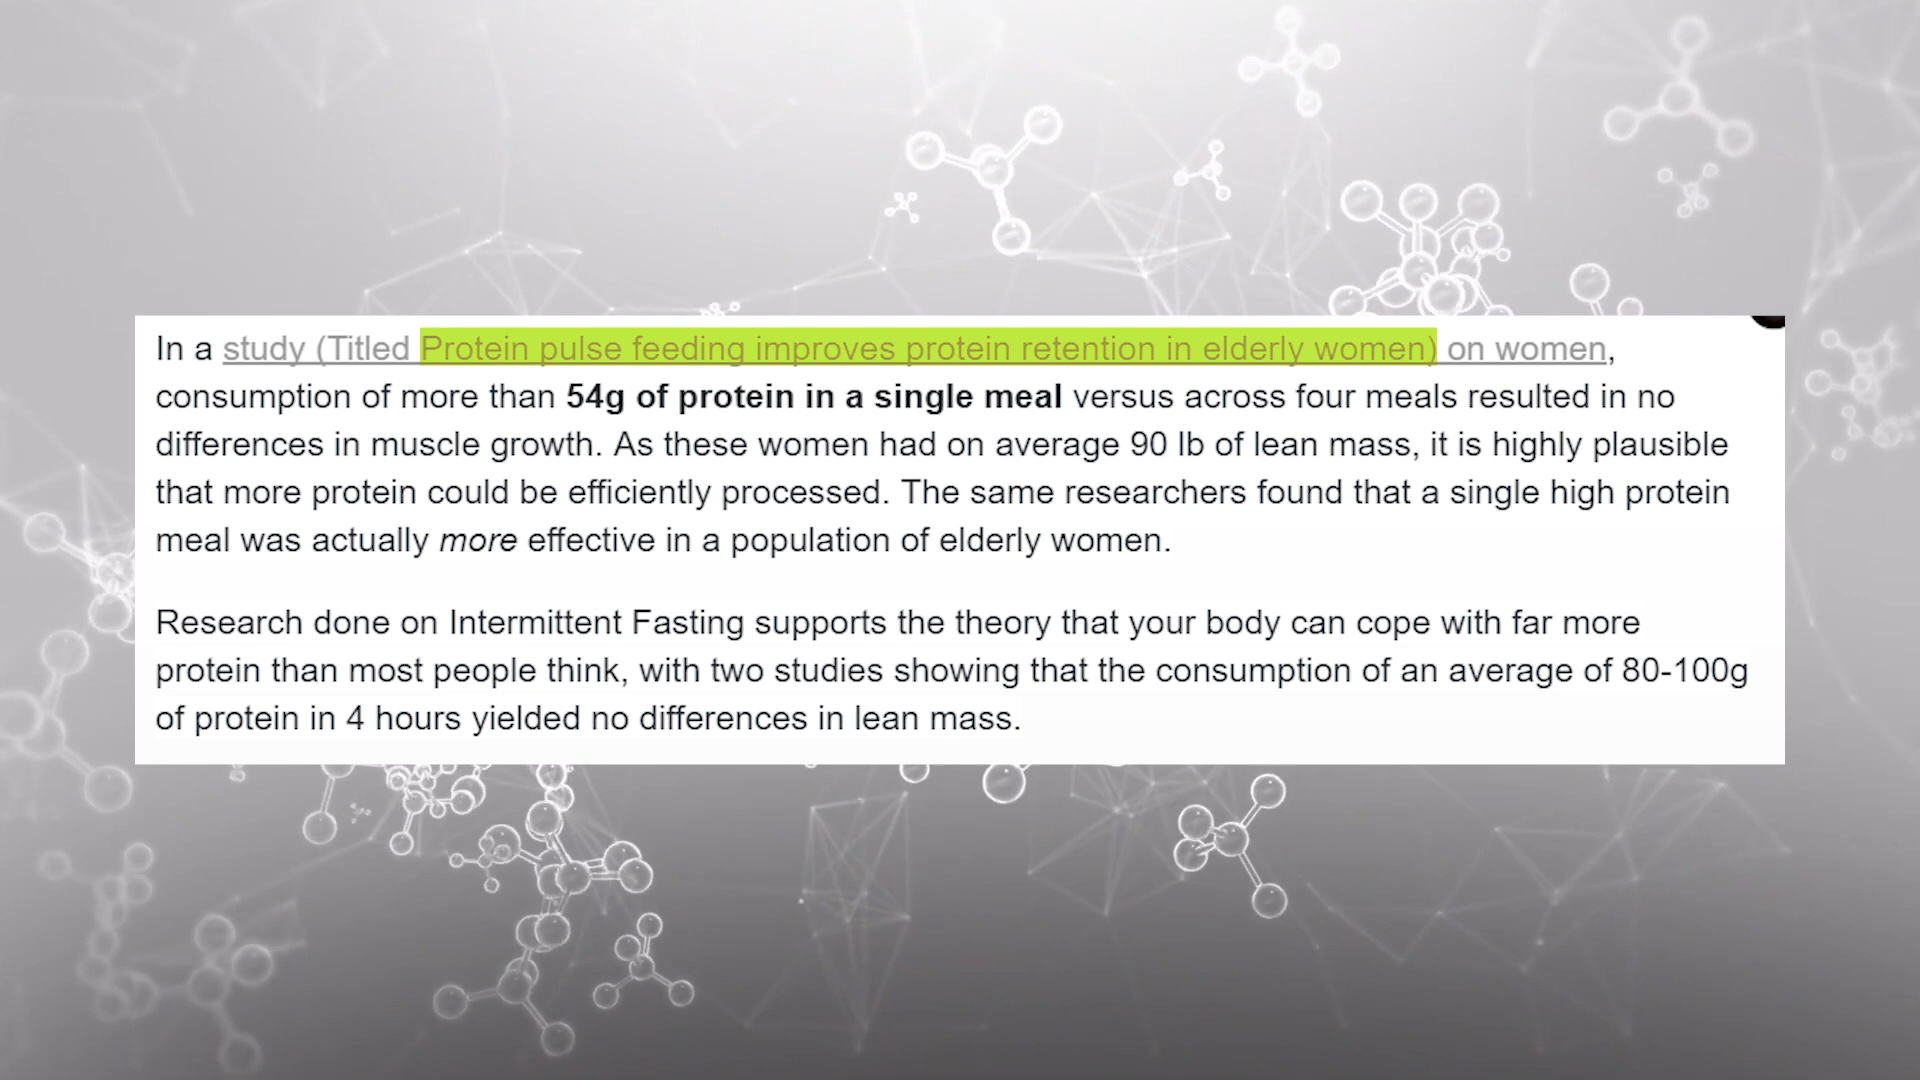 In a study (Titled Protein pulse feeding improves protein retention in elderly women) on women,
consumption of more than 54g of protein in a single meal versus across four meals resulted in no
differences in muscle growth. As these women had on average 90 lb of lean mass, it is highly plausible
that more protein could be efficiently processed. The same researchers found that a single high protein
meal was actually more effective in a population of elderly women.
Research done on Intermittent Fasting supports the theory that your body can cope with far more
protein than most people think, with two studies showing that the consumption of an average of 80-100g
of protein in 4 hours yielded no differences in lean mass.